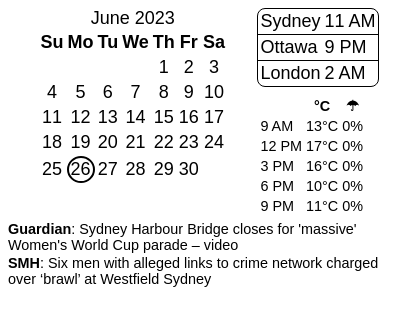 June 2023
Su Mo Tu We Th Fr Sa
1 2 3
4 5 6 7 8 9 10
11 12 13 14 15 16 17
18 19 20 21 22 23 24
25 26 27 28 29 30
Sydney 11 AM
Ottawa 9 PM
London 2 AM
°C ☂
9 AM 13°C 0%
12 PM 17°C 0%
3 PM 16°C 0%
6 PM 10°C 0%
9 PM 11°C 0%
Guardian: Sydney Harbour Bridge closes for 'massive'
Women's World Cup parade – video
SMH: Six men with alleged links to crime network charged
over ‘brawl’ at Westfield Sydney